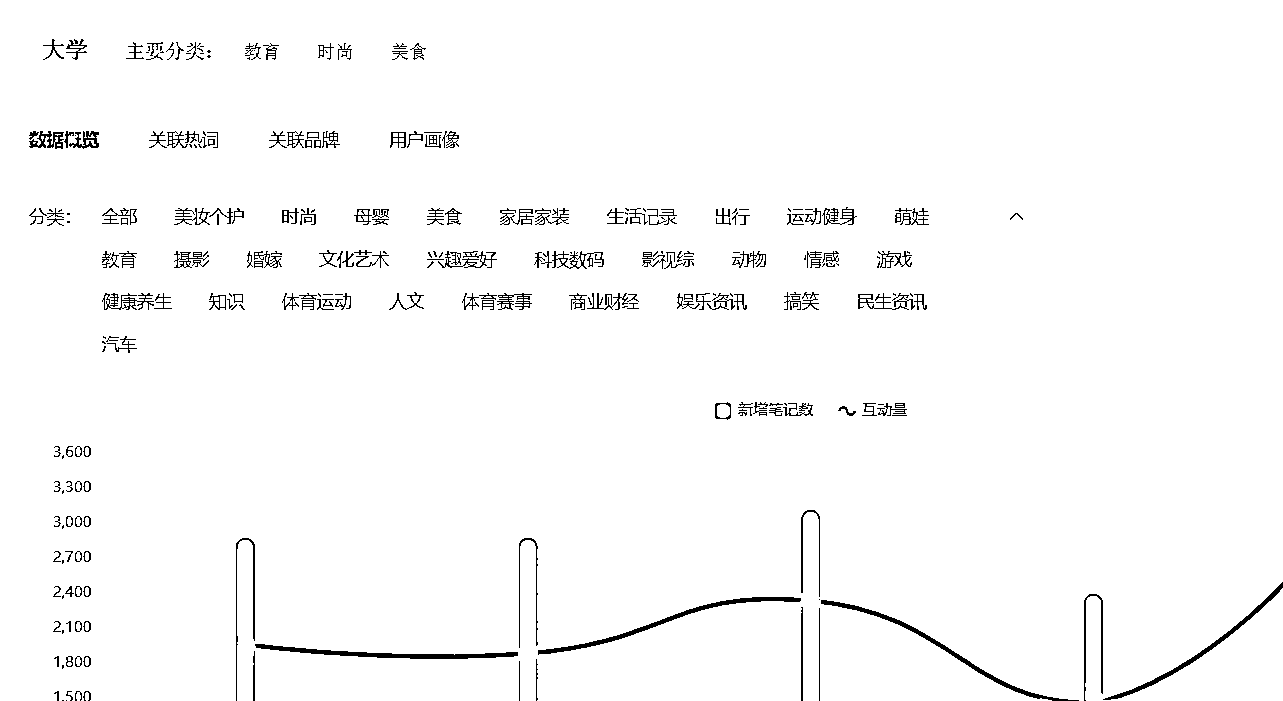 大学 主要分类： 教育 时尚 美食
数据概览 关联热词 关联品牌 用户画像
分类： 全部 美妆个护 时尚 母婴 美食 家居家装 生活记录 出行 运动健身 萌娃
教育 摄影 婚嫁 文化艺术 兴趣爱好 科技数码 影视综 动物 情感 游戏
健康养生 知识 体育运动 人文 体育赛事 商业财经 娱乐资讯 搞笑 民生资讯
汽车
新增笔记数 互动量
3,600
3,300
3,000
2,700
2,400
2,100
1,800
1,500